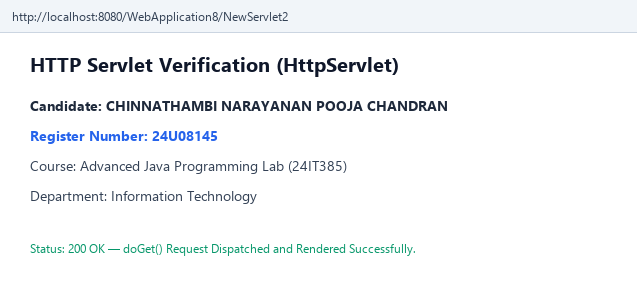 http://localhost:8080/WebApplication8/NewServlet2
HTTP Servlet Verification (HttpServlet)
Candidate: CHINNATHAMBI NARAYANAN POOJA CHANDRAN
Register Number: 24U08145
Course: Advanced Java Programming Lab (24IT385)
Department: Information Technology
Status: 200 OK — doGet() Request Dispatched and Rendered Successfully.